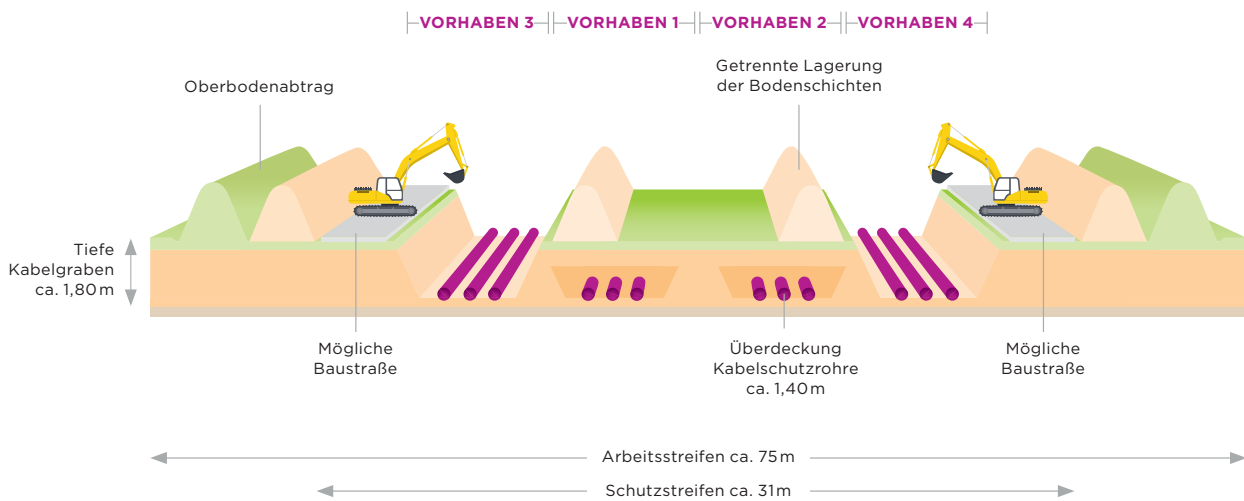 VORHABEN 3
VORHABEN 1
VORHABEN 2
VORHABEN 4
Oberbodenabtrag
Getrennte Lagerung
der Bodenschichten
Tiefe
Kabelgraben
ca. 1,80 m
Mögliche
Baustraße
Überdeckung
Kabelschutzrohre
ca. 1,40 m
Mögliche
Baustraße
Arbeitsstreifen ca. 75 m
Schutzstreifen ca. 31 m